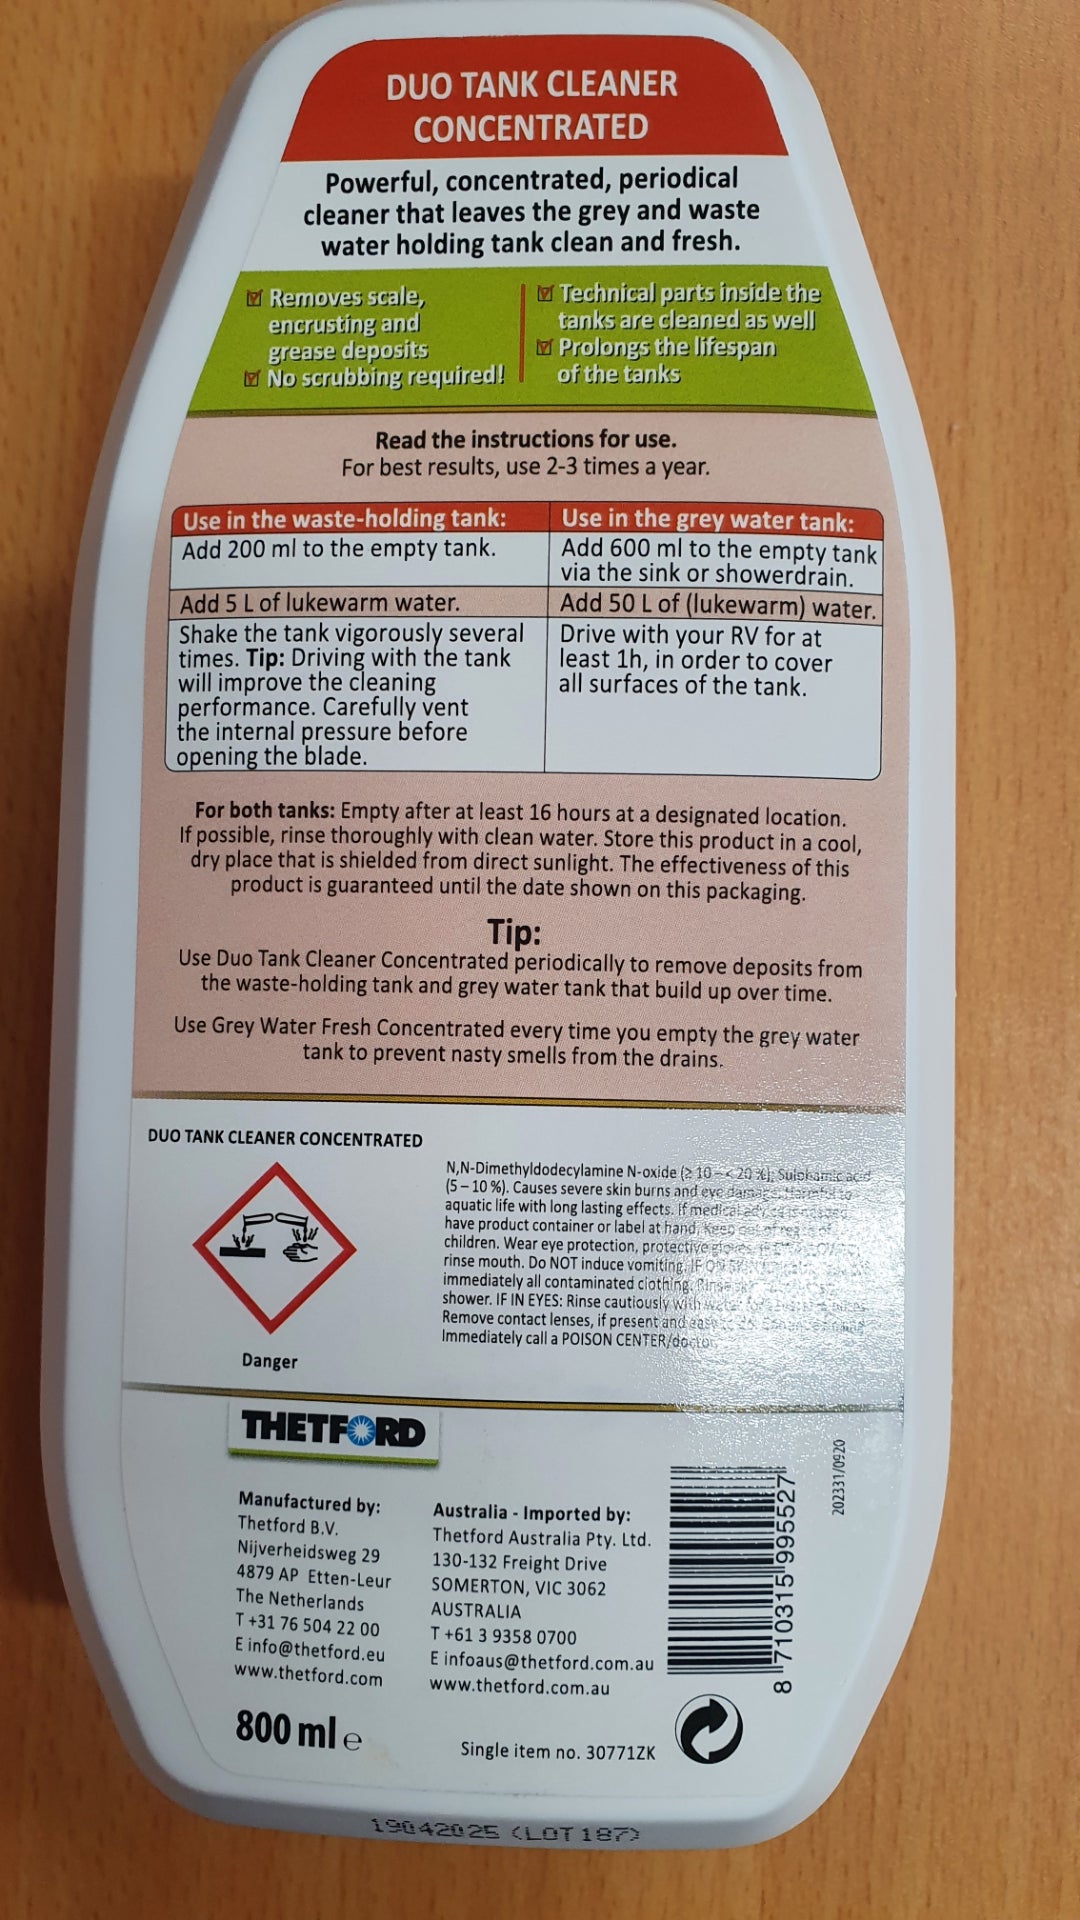 DUO TANK CLEANER
CONCENTRATED
Powerful, concentrated, periodical
cleaner that leaves the grey and waste
water holding tank clean and fresh.
Removes scale,
encrusting and
grease deposits
No scrubbing required!
Technical parts inside the
tanks are cleaned as well
Prolongs the lifespan
of the tanks
Read the instructions for use.
For best results, use 2-3 times a year.
Use in the waste-holding tank:
Add 200 ml to the empty tank.
Add 5 L of lukewarm water.
Shake the tank vigorously several
times. Tip: Driving with the tank
will improve the cleaning
performance. Carefully vent
the internal pressure before
opening the blade.
Use in the grey water tank:
Add 600 ml to the empty tank
via the sink or showerdrain.
Add 50 L of (lukewarm) water.
Drive with your RV for at
least 1h, in order to cover
all surfaces of the tank.
For both tanks: Empty after at least 16 hours at a designated location.
If possible, rinse thoroughly with clean water. Store this product in a cool,
dry place that is shielded from direct sunlight. The effectiveness of this
product is guaranteed until the date shown on this packaging.
Tip:
Use Duo Tank Cleaner Concentrated periodically to remove deposits from
the waste-holding tank and grey water tank that build up over time.
Use Grey Water Fresh Concentrated every time you empty the grey water
tank to prevent nasty smells from the drains.
DUO TANK CLEANER CONCENTRATED
Danger
N,N-Dimethyldodecylamine N-oxide (≥ 10 – < 20 %), Sulphamic acid
(5 – 10 %). Causes severe skin burns and eye damage. Harmful to
aquatic life with long lasting effects. If medical
have product container or label at hand. Keep out of reach of
children. Wear eye protection, protective gloves.
rinse mouth. Do NOT induce vomiting. IF ON SKIN
immediately all contaminated clothing. Rinse
shower. IF IN EYES: Rinse cautiously with water
Remove contact lenses, if present and easy
Immediately call a POISON CENTER/doctor.
THETFORD
Manufactured by:
Thetford B.V.
Nijverheidsweg 29
4879 AP Etten-Leur
The Netherlands
T +31 76 504 22 00
E info@thetford.eu
www.thetford.com
Australia - Imported by:
Thetford Australia Pty. Ltd.
130-132 Freight Drive
SOMERTON, VIC 3062
AUSTRALIA
T +61 3 9358 0700
E infoaus@thetford.com.au
www.thetford.com.au
8 710315 995527
202331/0920
800 ml e
Single item no. 30771ZK
19042025 (LOT 187)